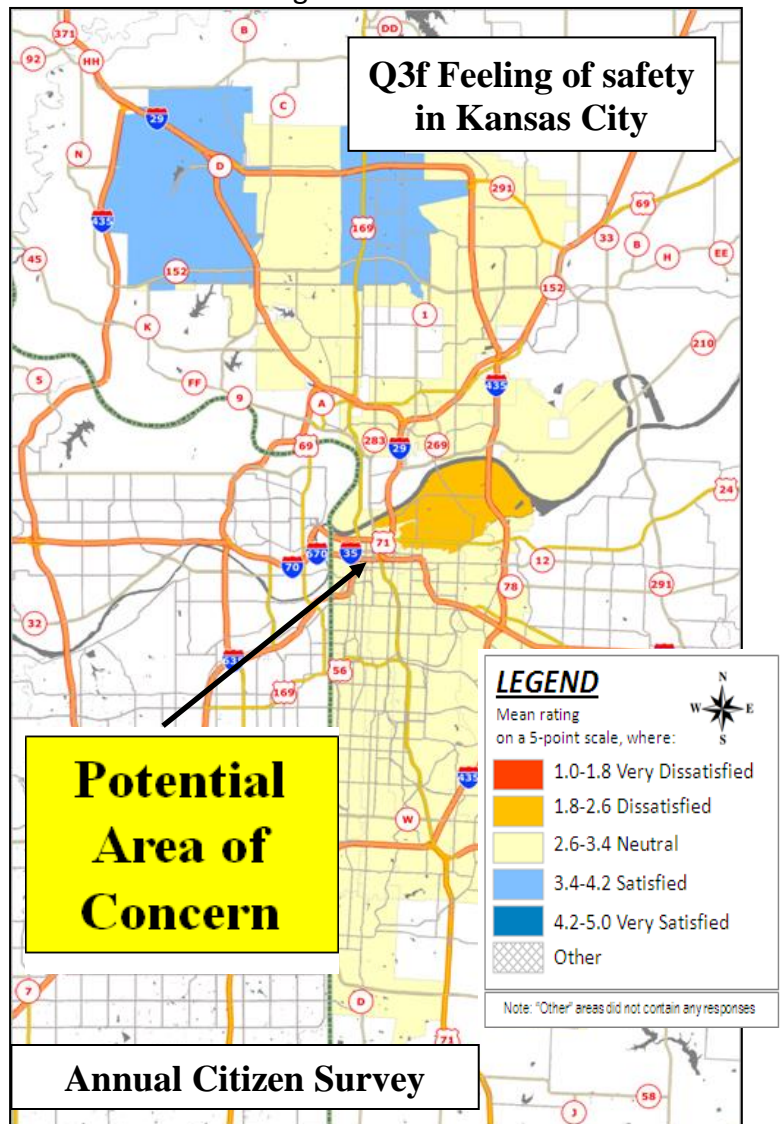 371
B
DD
92
HH
Q3f Feeling of safety
in Kansas City
C
29
N
D
291
69
435
169
33
B
H
EE
45
152
152
K
1
210
5
FF
9
A
435
283
269
69
29
24
71
70
670
35
12
78
291
32
635
56
169
LEGEND
Mean rating
on a 5-point scale, where:
N
W
E
S
1.0-1.8 Very Dissatisfied
1.8-2.6 Dissatisfied
2.6-3.4 Neutral
3.4-4.2 Satisfied
4.2-5.0 Very Satisfied
Other
Note: "Other" areas did not contain any responses
Potential
Area of
Concern
435
W
7
D
71
Annual Citizen Survey
58
J